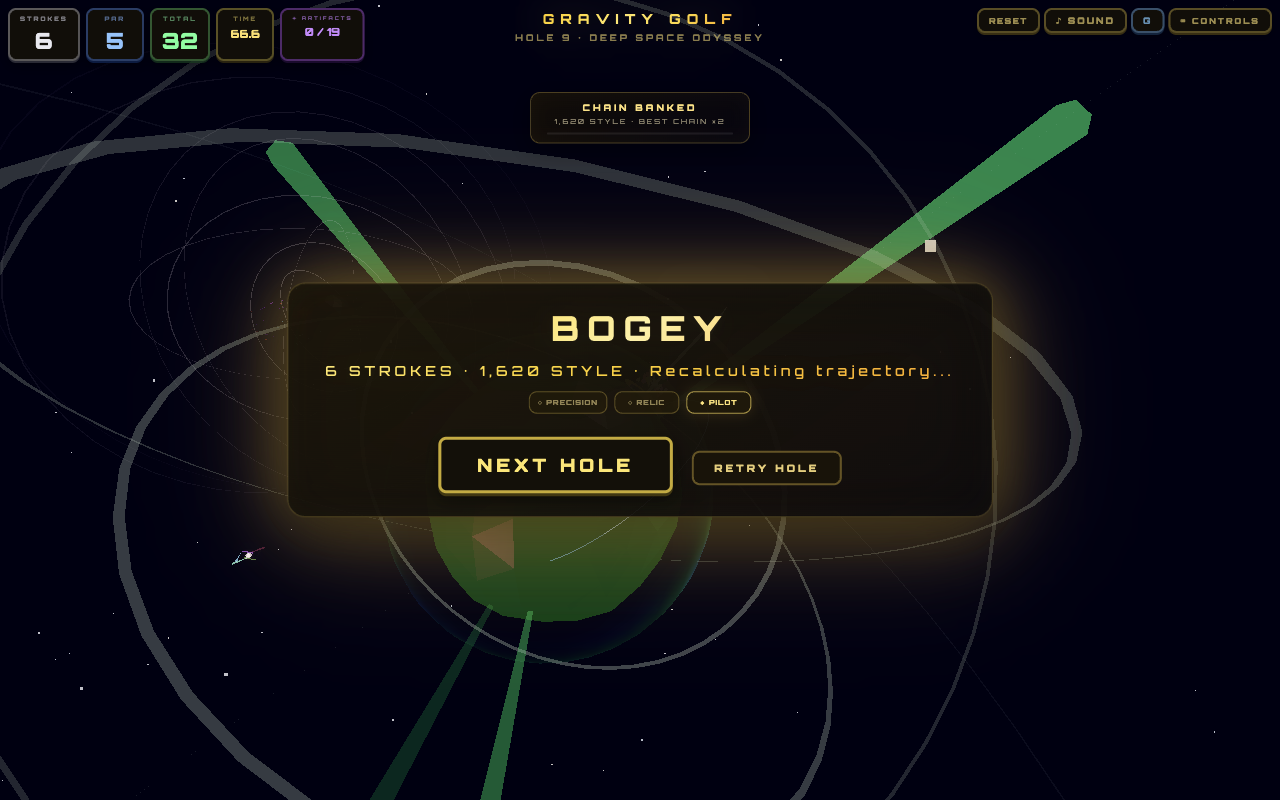 STROKES
6
PAR
5
TOTAL
32
TIME
66.6
✦ ARTIFACTS
0 / 19
GRAVITY GOLF
HOLE 9 · DEEP SPACE ODYSSEY
RESET
♪ SOUND
G
CONTROLS
CHAIN BANKED
1,620 STYLE · BEST CHAIN ×2
BOGEY
6 STROKES · 1,620 STYLE · Recalculating trajectory...
○ PRECISION
○ RELIC
● PILOT
NEXT HOLE
RETRY HOLE